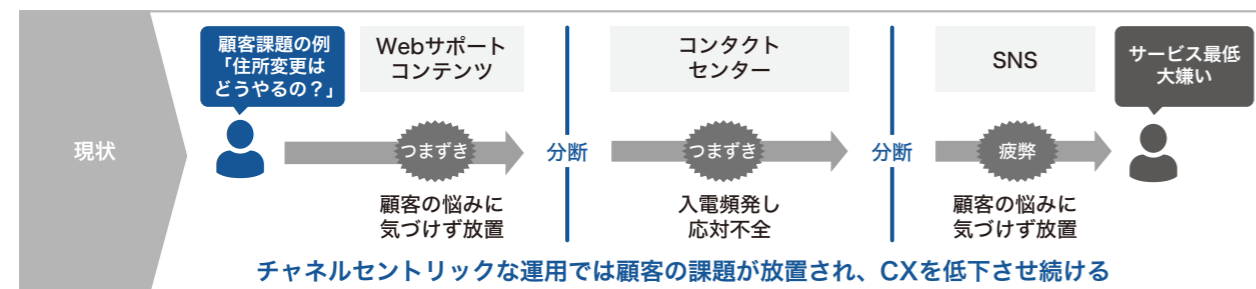 現状
顧客課題の例
「住所変更は
どうやるの？」
Webサポート
コンテンツ
つまずき
顧客の悩みに
気づけず放置
分断
コンタクト
センター
つまずき
入電頻発し
応対不全
分断
SNS
疲弊
顧客の悩みに
気づけず放置
サービス最低
大嫌い
チャネルセントリックな運用では顧客の課題が放置され、CXを低下させ続ける